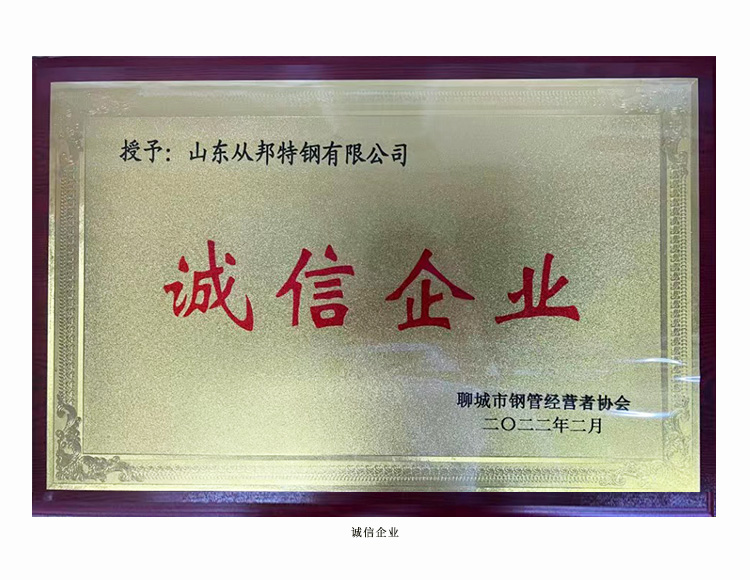 授予：山东从邦特钢有限公司
诚信企业
聊城市钢管经营者协会
二〇二二年二月
诚信企业